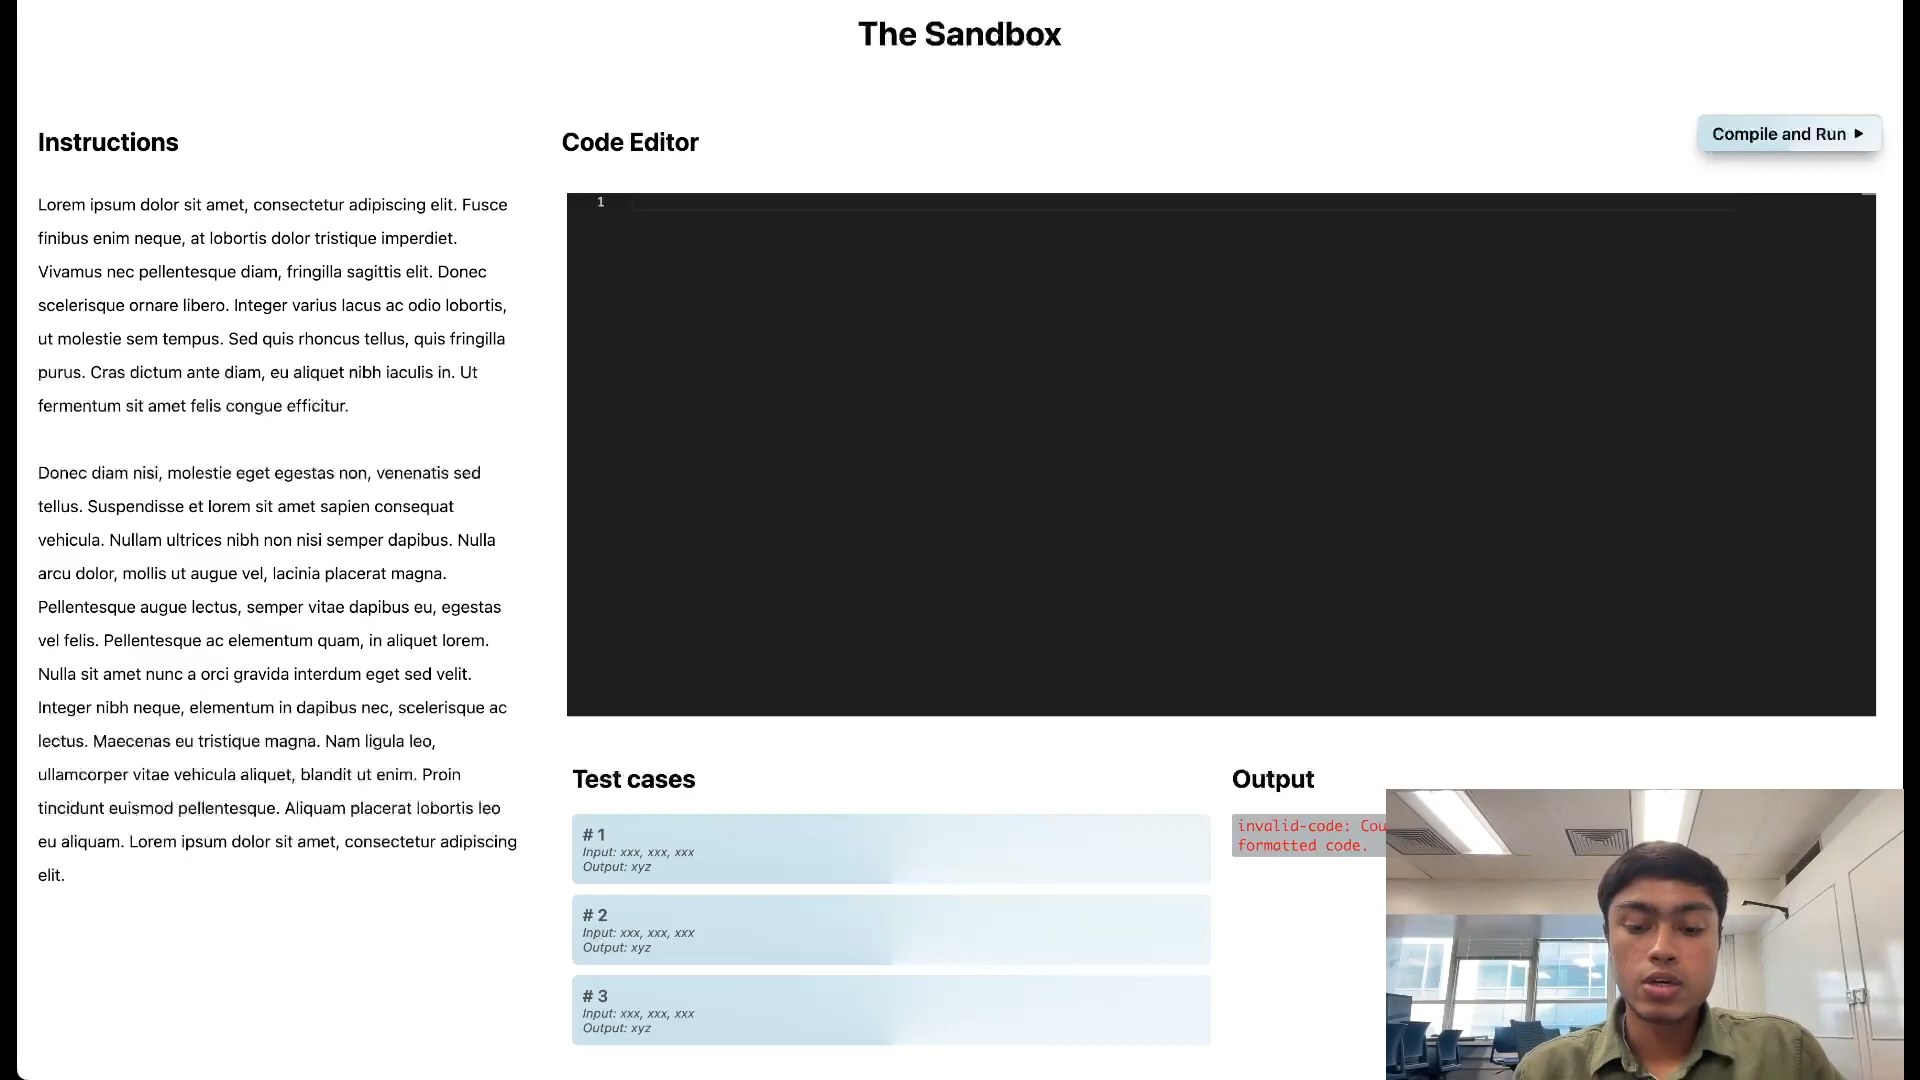 The Sandbox
Instructions
Code Editor
Compile and Run
Lorem ipsum dolor sit amet, consectetur adipiscing elit. Fusce
finibus enim neque, at lobortis dolor tristique imperdiet.
Vivamus nec pellentesque diam, fringilla sagittis elit. Donec
scelerisque ornare libero. Integer varius lacus ac odio lobortis,
ut molestie sem tempus. Sed quis rhoncus tellus, quis fringilla
purus. Cras dictum ante diam, eu aliquet nibh iaculis in. Ut
fermentum sit amet felis congue efficitur.
Donec diam nisi, molestie eget egestas non, venenatis sed
tellus. Suspendisse et lorem sit amet sapien consequat
vehicula. Nullam ultrices nibh non nisi semper dapibus. Nulla
arcu dolor, mollis ut augue vel, lacinia placerat magna.
Pellentesque augue lectus, semper vitae dapibus eu, egestas
vel felis. Pellentesque ac elementum quam, in aliquet lorem.
Nulla sit amet nunc a orci gravida interdum eget sed velit.
Integer nibh neque, elementum in dapibus nec, scelerisque ac
lectus. Maecenas eu tristique magna. Nam ligula leo,
ullamcorper vitae vehicula aliquet, blandit ut enim. Proin
tincidunt euismod pellentesque. Aliquam placerat lobortis leo
eu aliquam. Lorem ipsum dolor sit amet, consectetur adipiscing
elit.
1
Test cases
# 1
Input: xxx, xxx, xxx
Output: xyz
# 2
Input: xxx, xxx, xxx
Output: xyz
# 3
Input: xxx, xxx, xxx
Output: xyz
Output
invalid-code: Cou
formatted code.